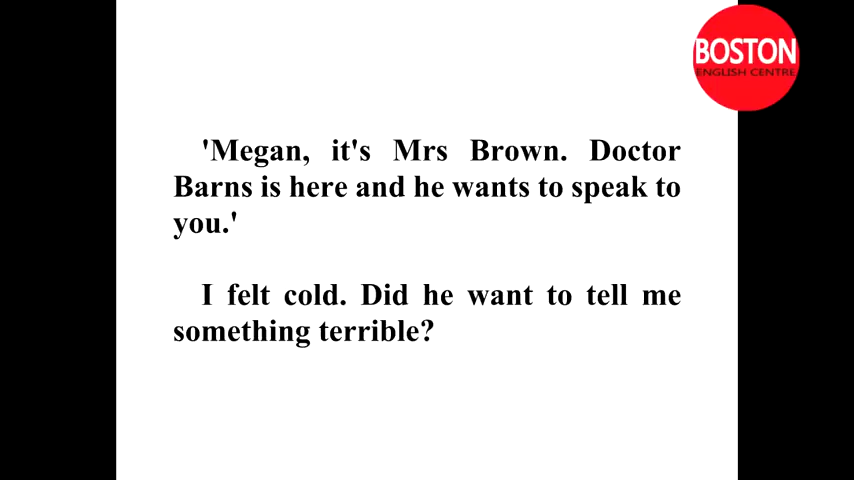 BOSTON
ENGLISH CENTRE
'Megan, it's Mrs Brown. Doctor
Barns is here and he wants to speak to
you.'
I felt cold. Did he want to tell me
something terrible?